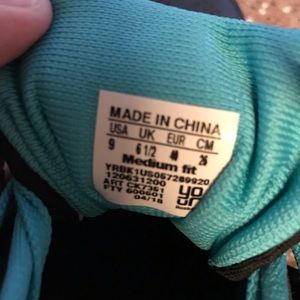 MADE IN CHINA
USA UK EUR CM
9 6 1/2 40 26
Medium fit
YRBK1US057289920
120631200
ART CK7351
FTY 600501
04/18